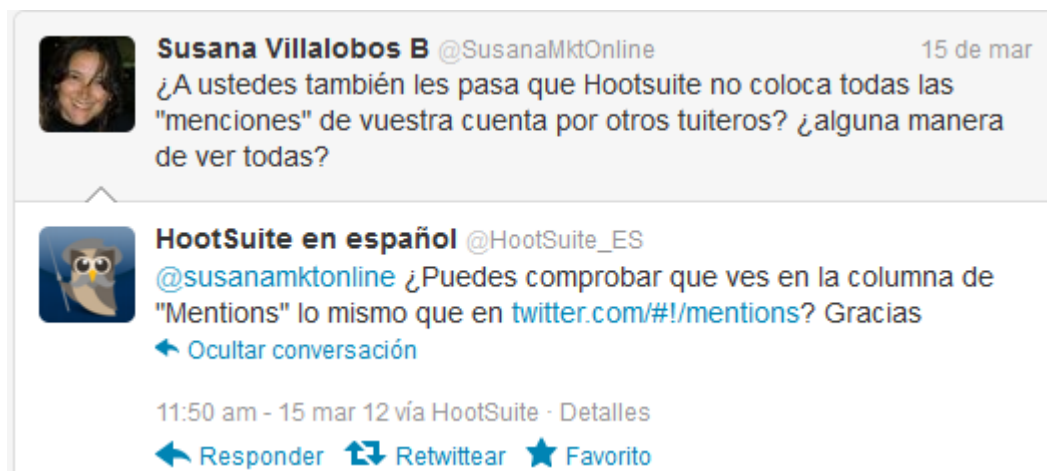 Susana Villalobos B @SusanaMktOnline 15 de mar
¿A ustedes también les pasa que Hootsuite no coloca todas las
"menciones" de vuestra cuenta por otros tuiteros? ¿alguna manera
de ver todas?
HootSuite en español @HootSuite_ES
@susanamktonline ¿Puedes comprobar que ves en la columna de
"Mentions" lo mismo que en twitter.com/#!/mentions? Gracias
Ocultar conversación
11:50 am - 15 mar 12 vía HootSuite · Detalles
Responder Retwittear Favorito